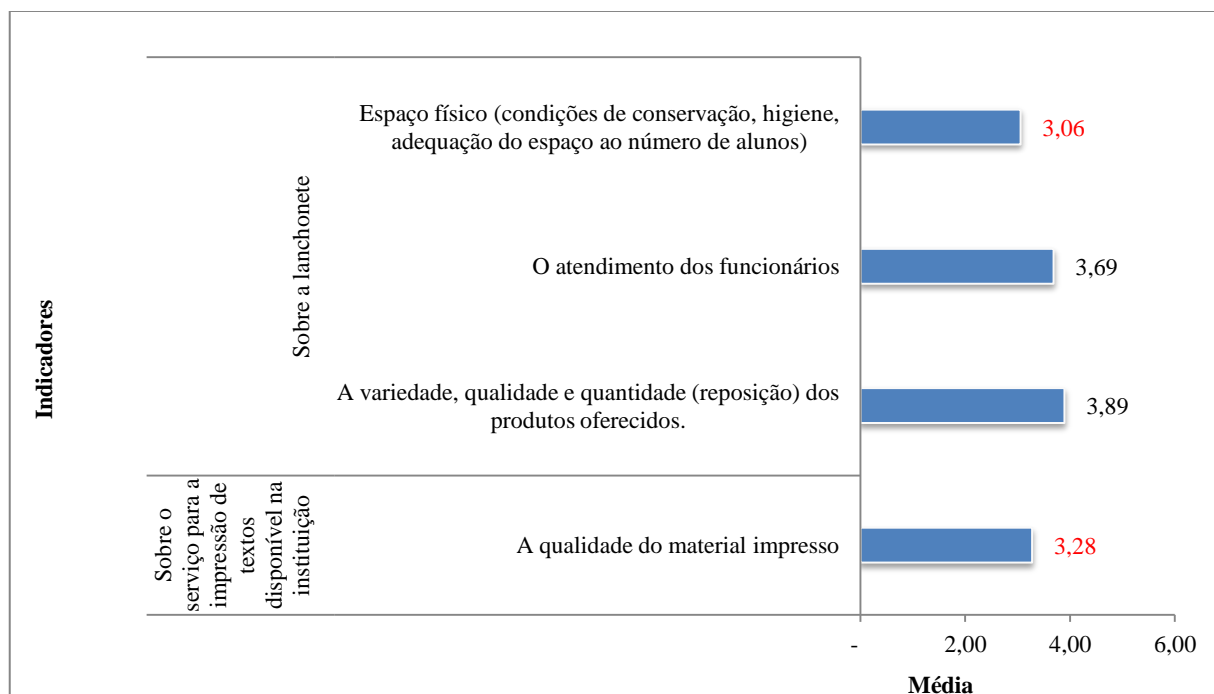 Indicadores
Sobre a lanchonete
Espaço físico (condições de conservação, higiene,
adequação do espaço ao número de alunos)
3,06
O atendimento dos funcionários
3,69
A variedade, qualidade e quantidade (reposição) dos
produtos oferecidos.
3,89
Sobre o
serviço para a
impressão de
textos
disponível na
instituição
A qualidade do material impresso
3,28
- 2,00 4,00 6,00
Média